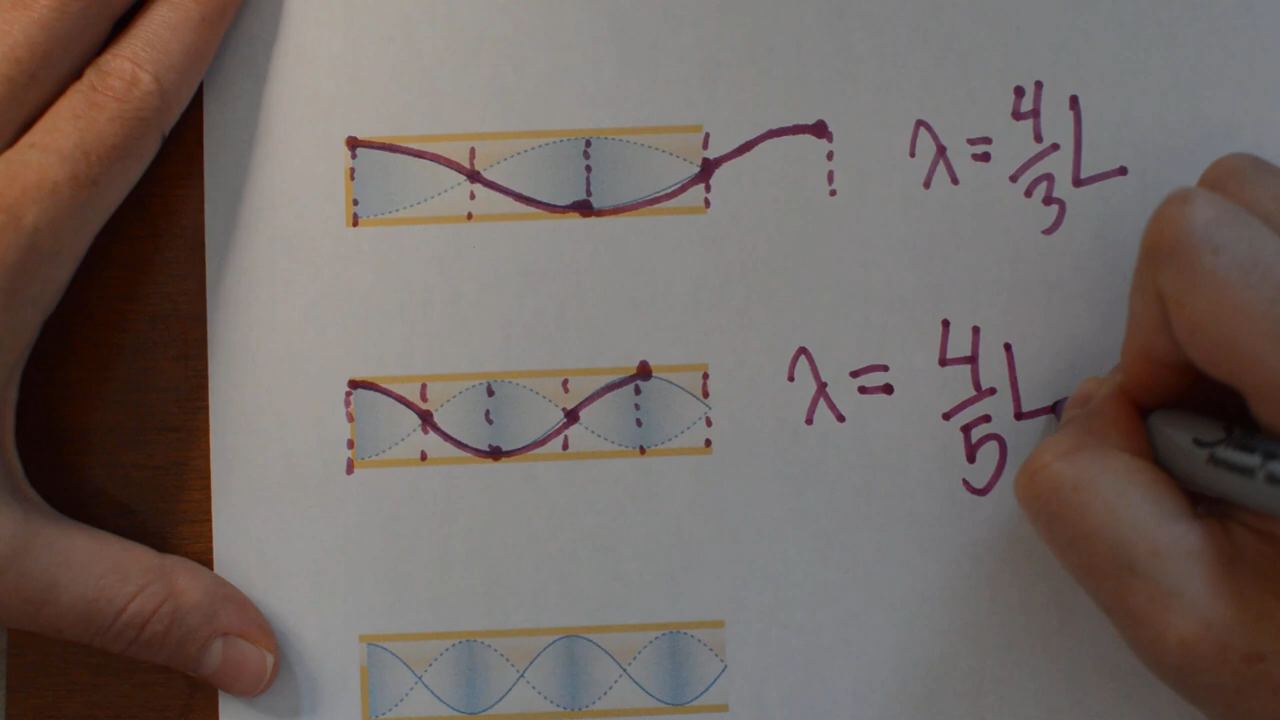 λ = 4/3 L
λ = 4/5 L